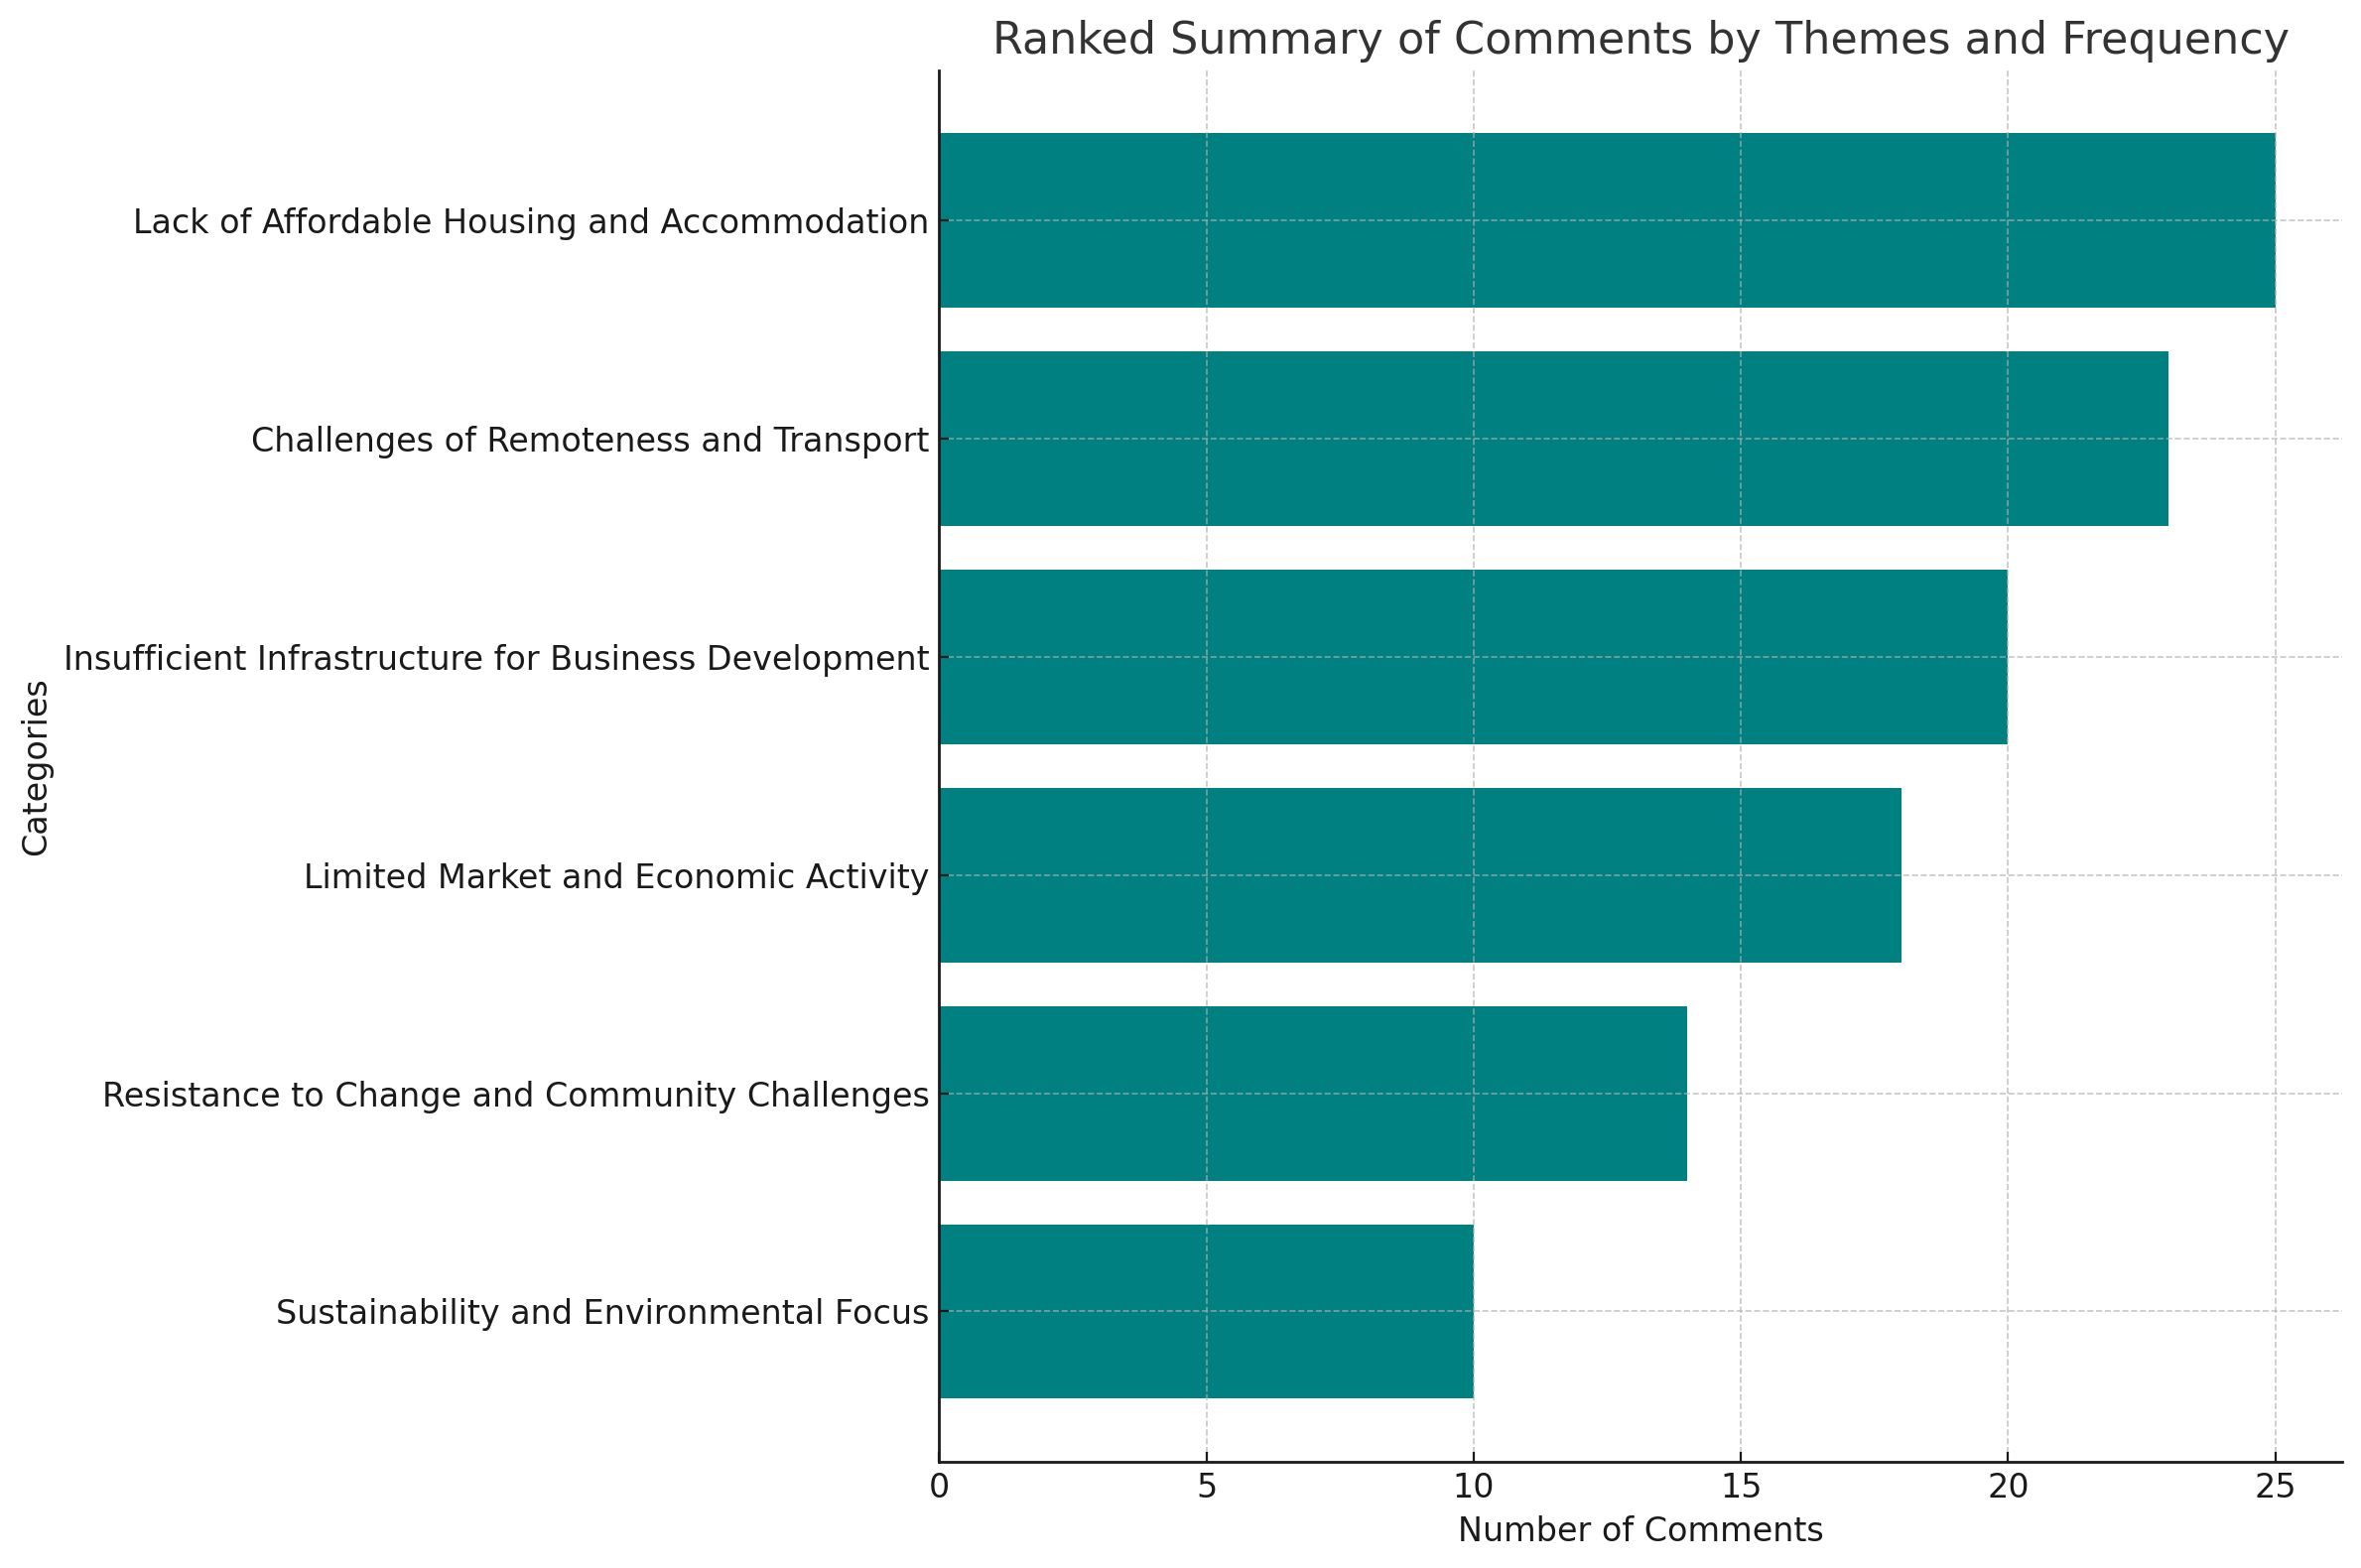 Ranked Summary of Comments by Themes and Frequency
Lack of Affordable Housing and Accommodation
Challenges of Remoteness and Transport
Insufficient Infrastructure for Business Development
Limited Market and Economic Activity
Resistance to Change and Community Challenges
Sustainability and Environmental Focus
Categories
0 5 10 15 20 25
Number of Comments